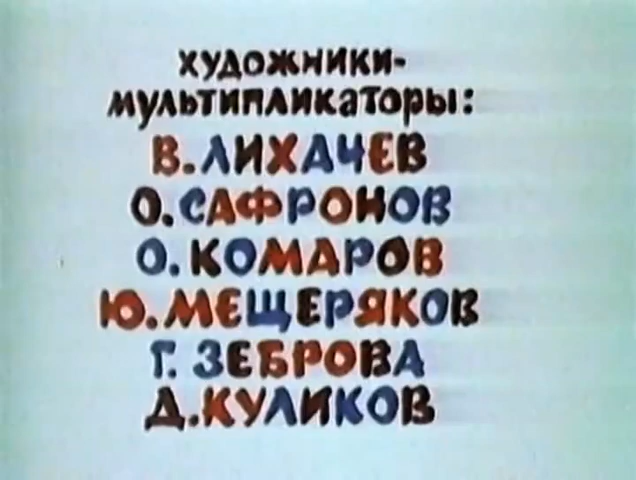 ХУДОЖНИКИ-
МУЛЬТИПЛИКАТОРЫ:
В.ЛИХАЧЕВ
О.САФРОНОВ
О.КОМАРОВ
Ю.МЕЩЕРЯКОВ
Г.ЗЕБРОВА
Д.КУЛИКОВ